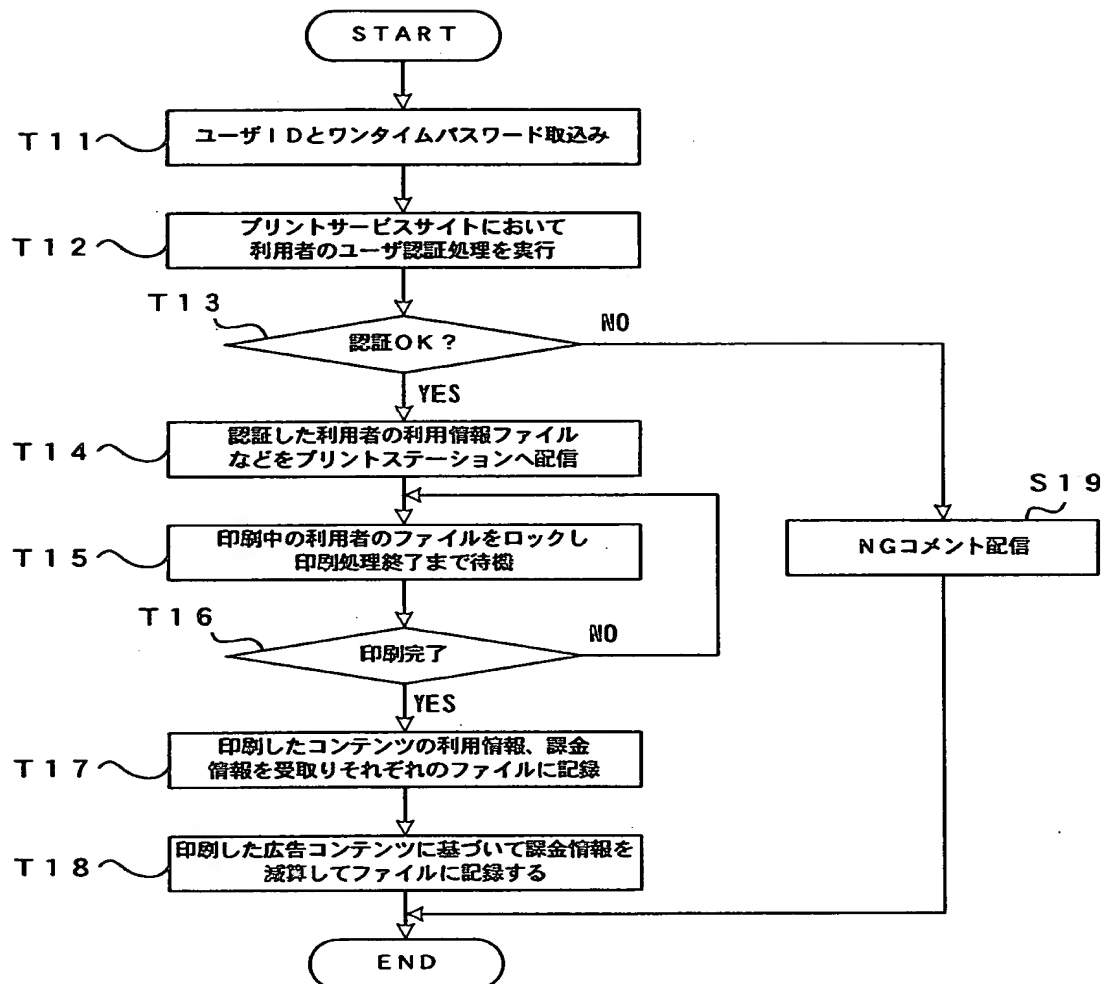 START
T11
ユーザIDとワンタイムパスワード取込み
T12
プリントサービスサイトにおいて
利用者のユーザ認証処理を実行
T13
認証OK?
NO
YES
T14
認証した利用者の利用情報ファイル
などをプリントステーションへ配信
S19
NGコメント配信
T15
印刷中の利用者のファイルをロックし
印刷処理終了まで待機
T16
印刷完了
NO
YES
T17
印刷したコンテンツの利用情報、課金
情報を受取りそれぞれのファイルに記録
T18
印刷した広告コンテンツに基づいて課金情報を
減算してファイルに記録する
END